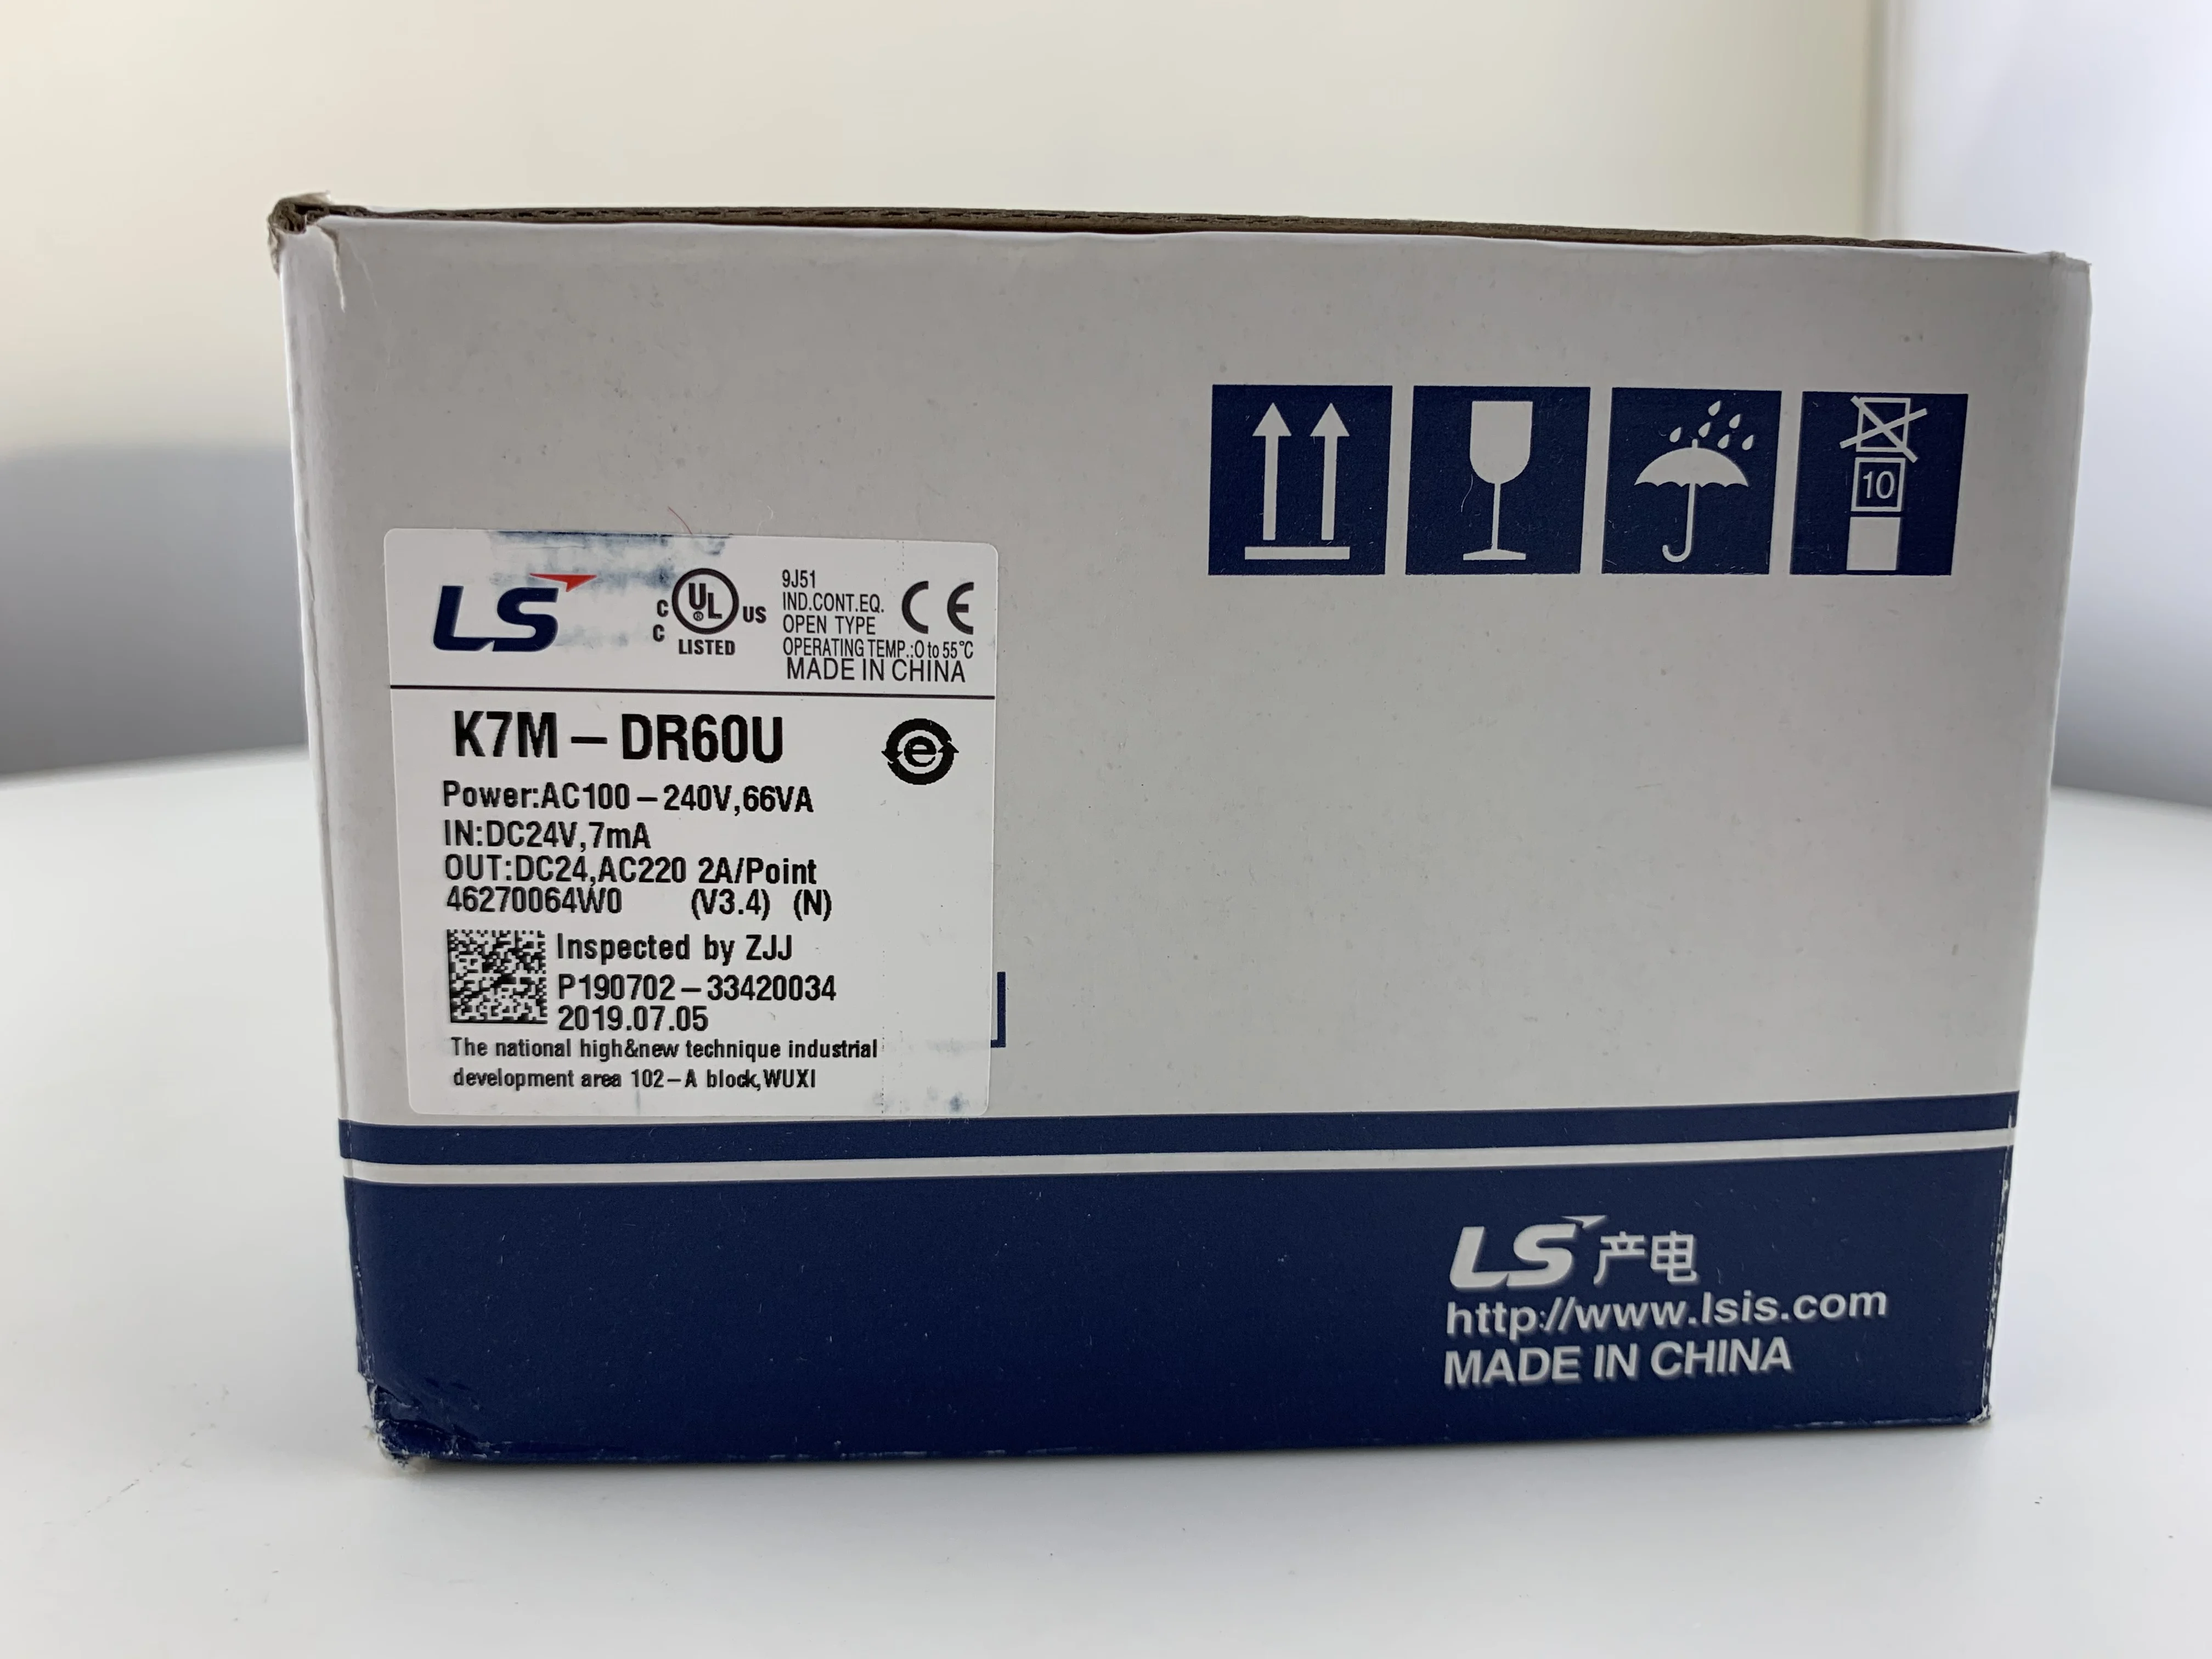 LS
C UL US
C LISTED
®
9J51
IND.CONT.EQ.
OPEN TYPE
OPERATING TEMP.:0 to 55℃
MADE IN CHINA
CE
K7M-DR60U
e
Power:AC100-240V,66VA
IN:DC24V,7mA
OUT:DC24,AC220 2A/Point
46270064W0 (V3.4) (N)
Inspected by ZJJ
P190702-33420034
2019.07.05
The national high&new technique industrial
development area 102-A block,WUXI
10
LS产电
http://www.lsis.com
MADE IN CHINA